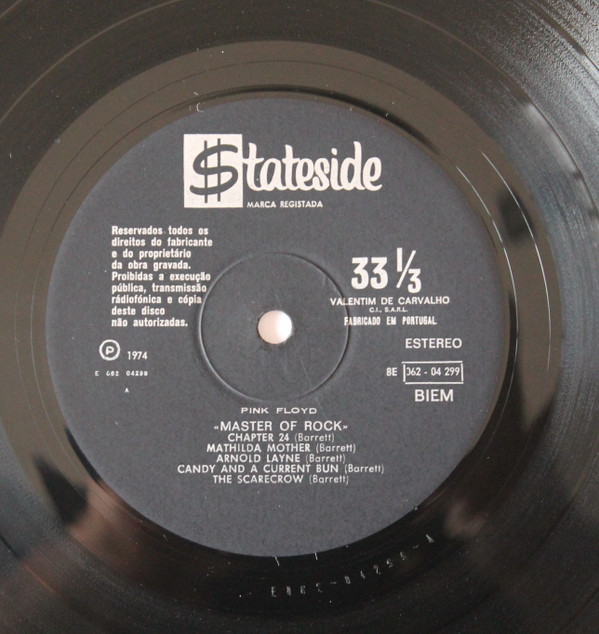 $tateside
MARCA REGISTADA
Reservados todos os
direitos do fabricante
e do proprietário
da obra gravada.
Proibidas a execução
pública, transmissão
rádiofónica e cópia
deste disco
não autorizadas.
33 1/3
VALENTIM DE CARVALHO
C.I., S.A.R.L.
FABRICADO EM PORTUGAL
ESTEREO
Ⓟ 1974
E 062 04299
A
8E 062 - 04 299
BIEM
PINK FLOYD
«MASTER OF ROCK»
CHAPTER 24 (Barrett)
MATHILDA MOTHER (Barrett)
ARNOLD LAYNE (Barrett)
CANDY AND A CURRENT BUN (Barrett)
THE SCARECROW (Barrett)